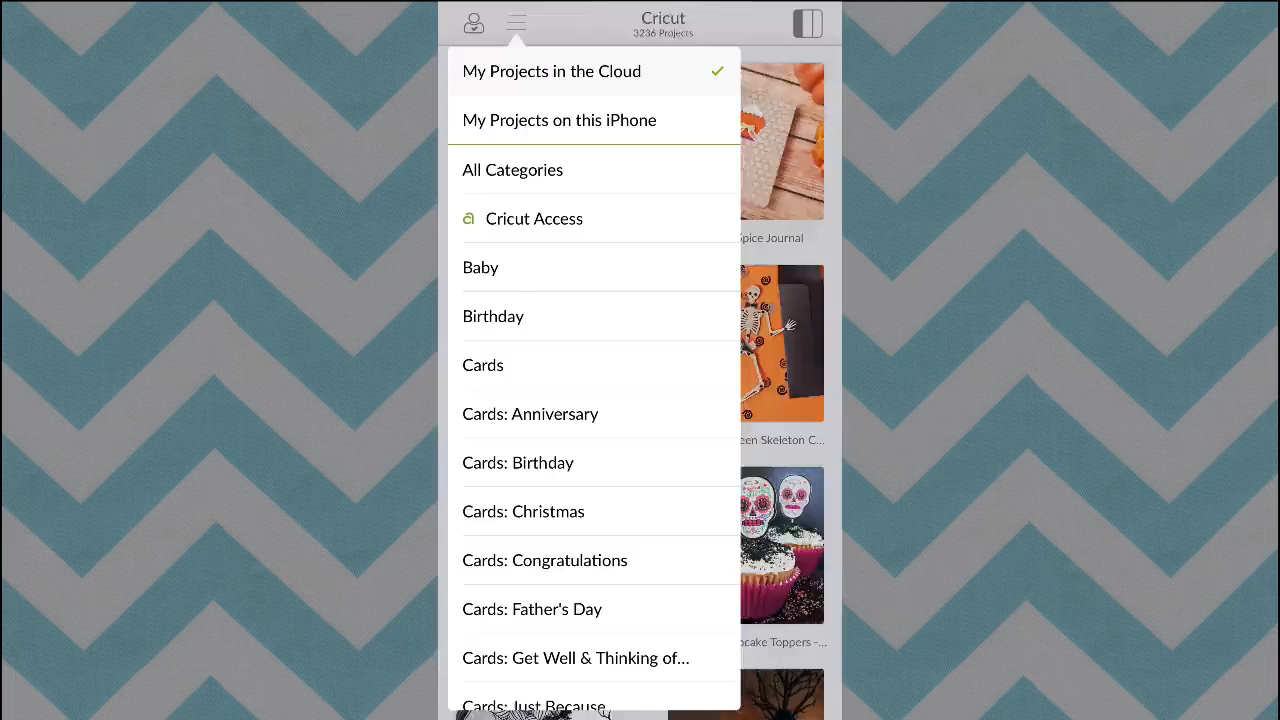 Cricut
3236 Projects
My Projects in the Cloud
My Projects on this iPhone
All Categories
a Cricut Access
Baby
Birthday
Cards
Cards: Anniversary
Cards: Birthday
Cards: Christmas
Cards: Congratulations
Cards: Father's Day
Cards: Get Well & Thinking of...
Cards: Just Because
Spice Journal
een Skeleton C...
pcake Toppers -...